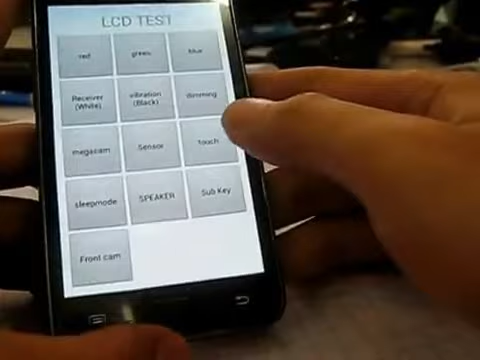 LCD TEST
red green blue
Receiver (White) vibration (Black) dimming
megacam Sensor Touch
sleepmode SPEAKER Sub Key
Front cam